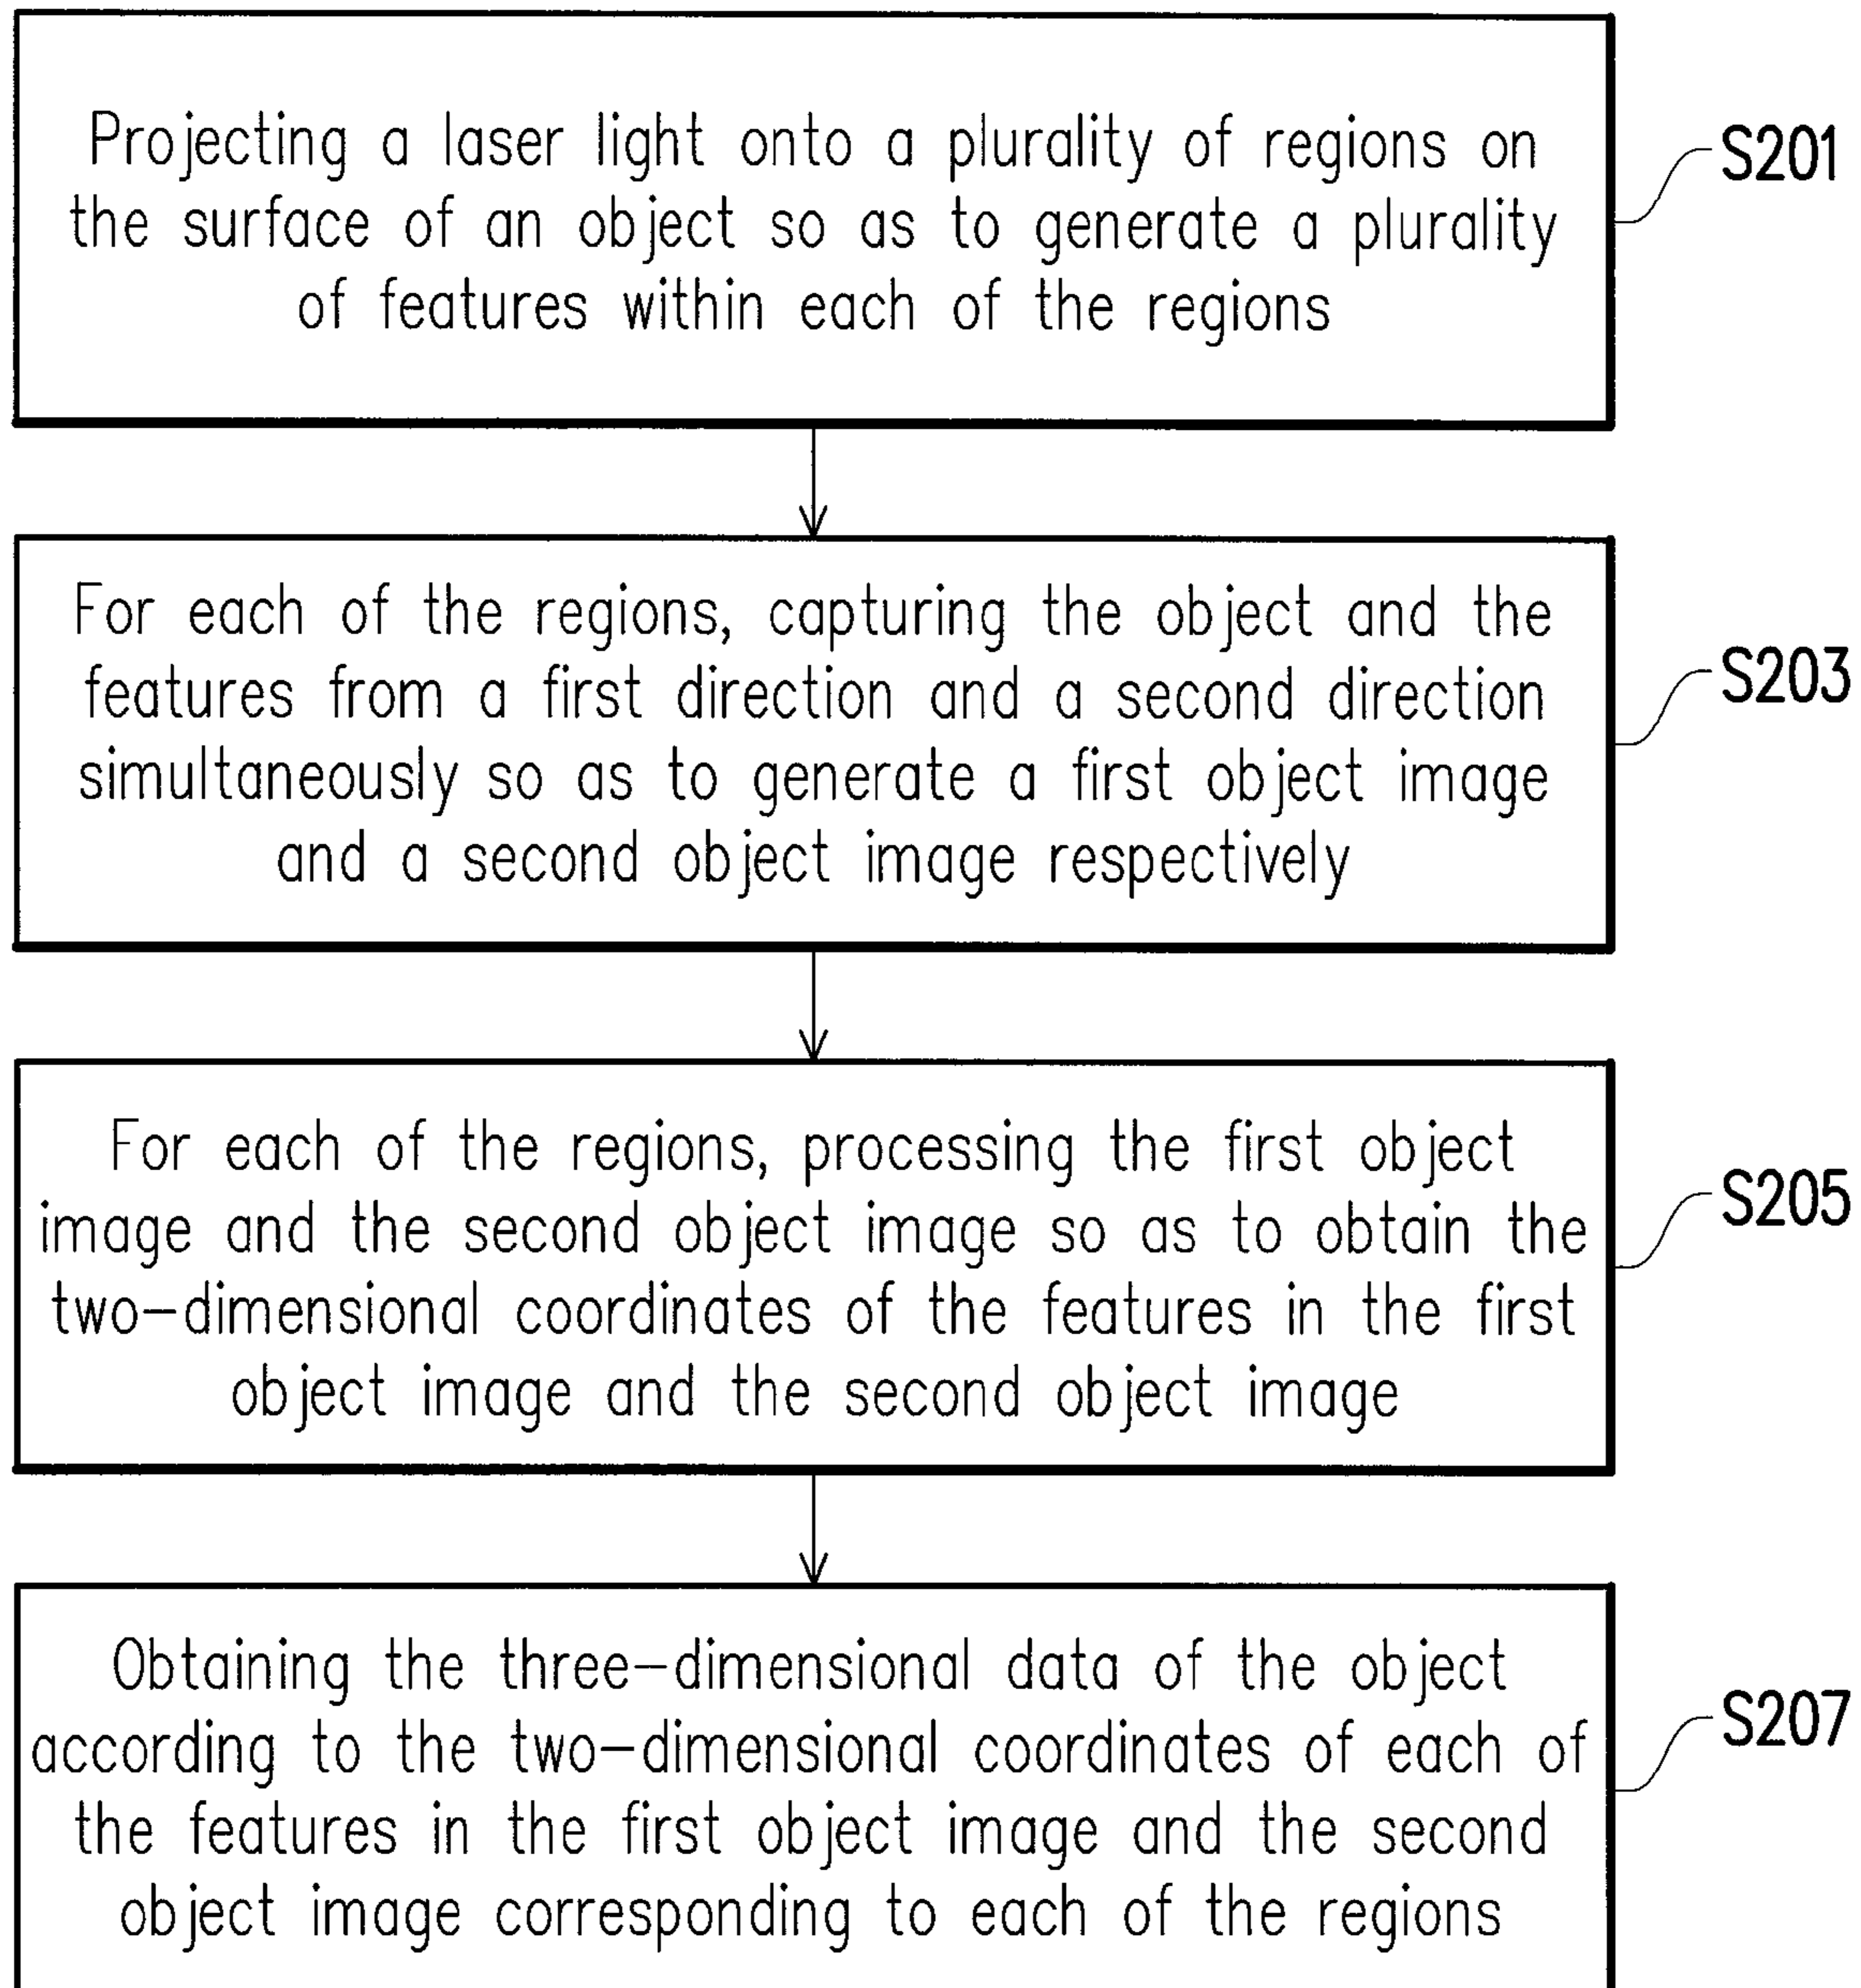 Projecting a laser light onto a plurality of regions on
the surface of an object so as to generate a plurality
of features within each of the regions
S201
For each of the regions, capturing the object and the
features from a first direction and a second direction
simultaneously so as to generate a first object image
and a second object image respectively
S203
For each of the regions, processing the first object
image and the second object image so as to obtain the
two-dimensional coordinates of the features in the first
object image and the second object image
S205
Obtaining the three-dimensional data of the object
according to the two-dimensional coordinates of each of
the features in the first object image and the second
object image corresponding to each of the regions
S207